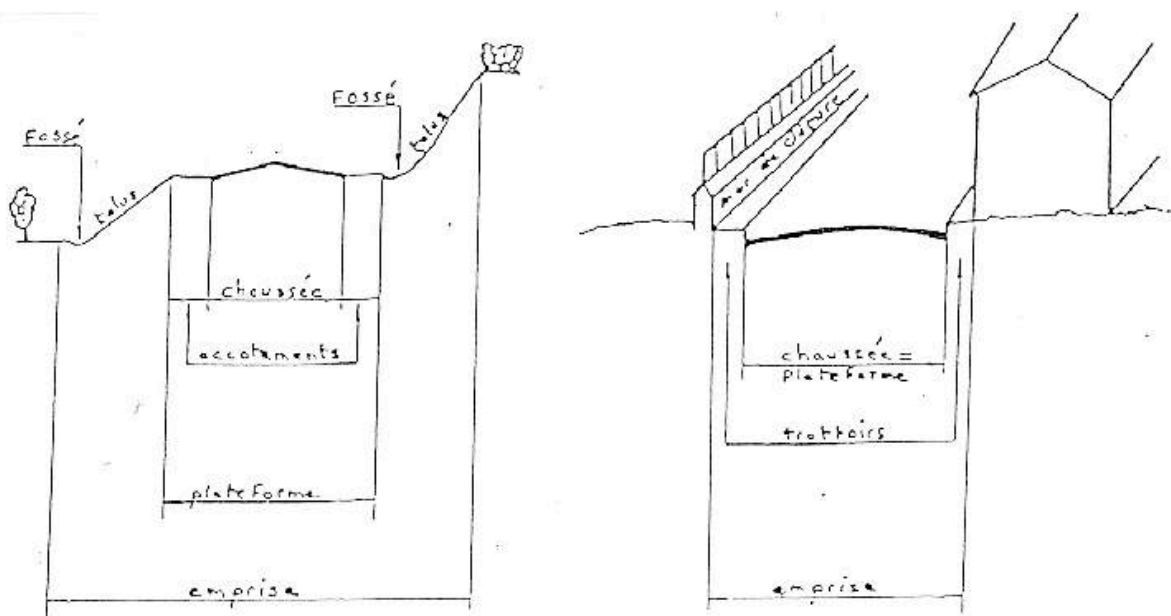 Fossé
Fossé
talus
talus
chaussée
accotements
plateforme
emprise
mur de clôture
chaussée =
plateforme
trottoirs
emprise